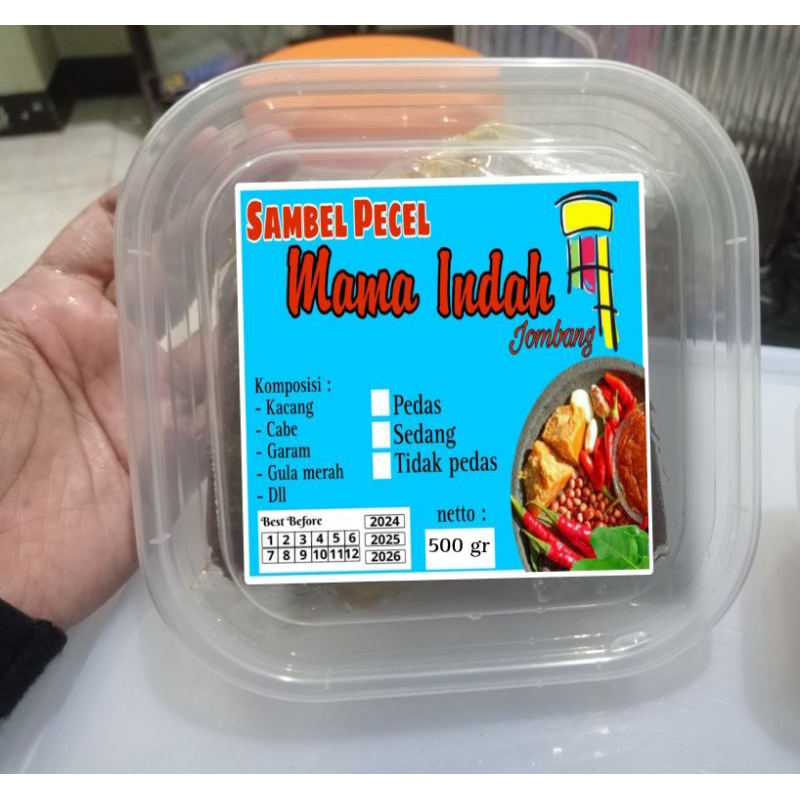 SAMBEL PECEL
Mama Indah
Jombang
Komposisi :
- Kacang
- Cabe
- Garam
- Gula merah
- Dll
Pedas
Sedang
Tidak pedas
Best Before
1 2 3 4 5 6
7 8 9 10 11 12
2024
2025
2026
netto :
500 gr